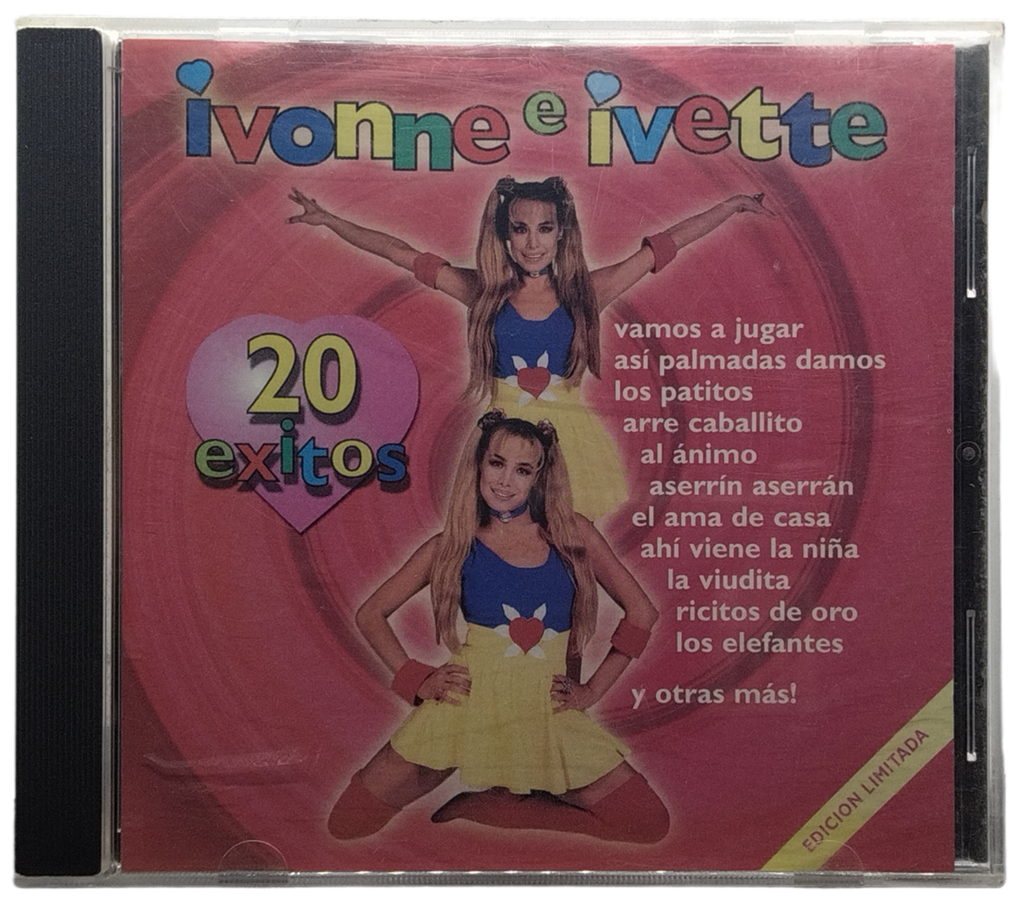 ivonne e ivette
20
exitos
vamos a jugar
así palmadas damos
los patitos
arre caballito
al ánimo
aserrín aserrán
el ama de casa
ahí viene la niña
la viudita
ricitos de oro
los elefantes
y otras más!
EDICION LIMITADA